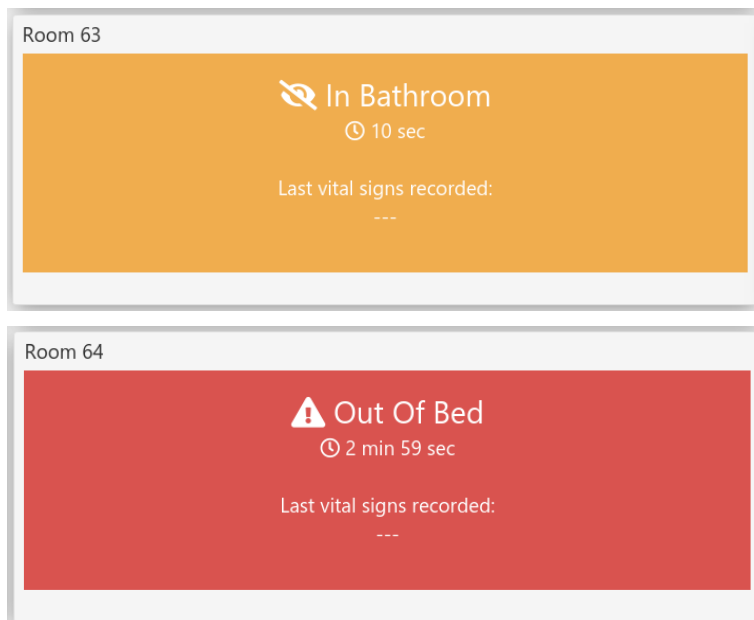 Room 63
In Bathroom
10 sec
Last vital signs recorded:
---
Room 64
Out Of Bed
2 min 59 sec
Last vital signs recorded:
---